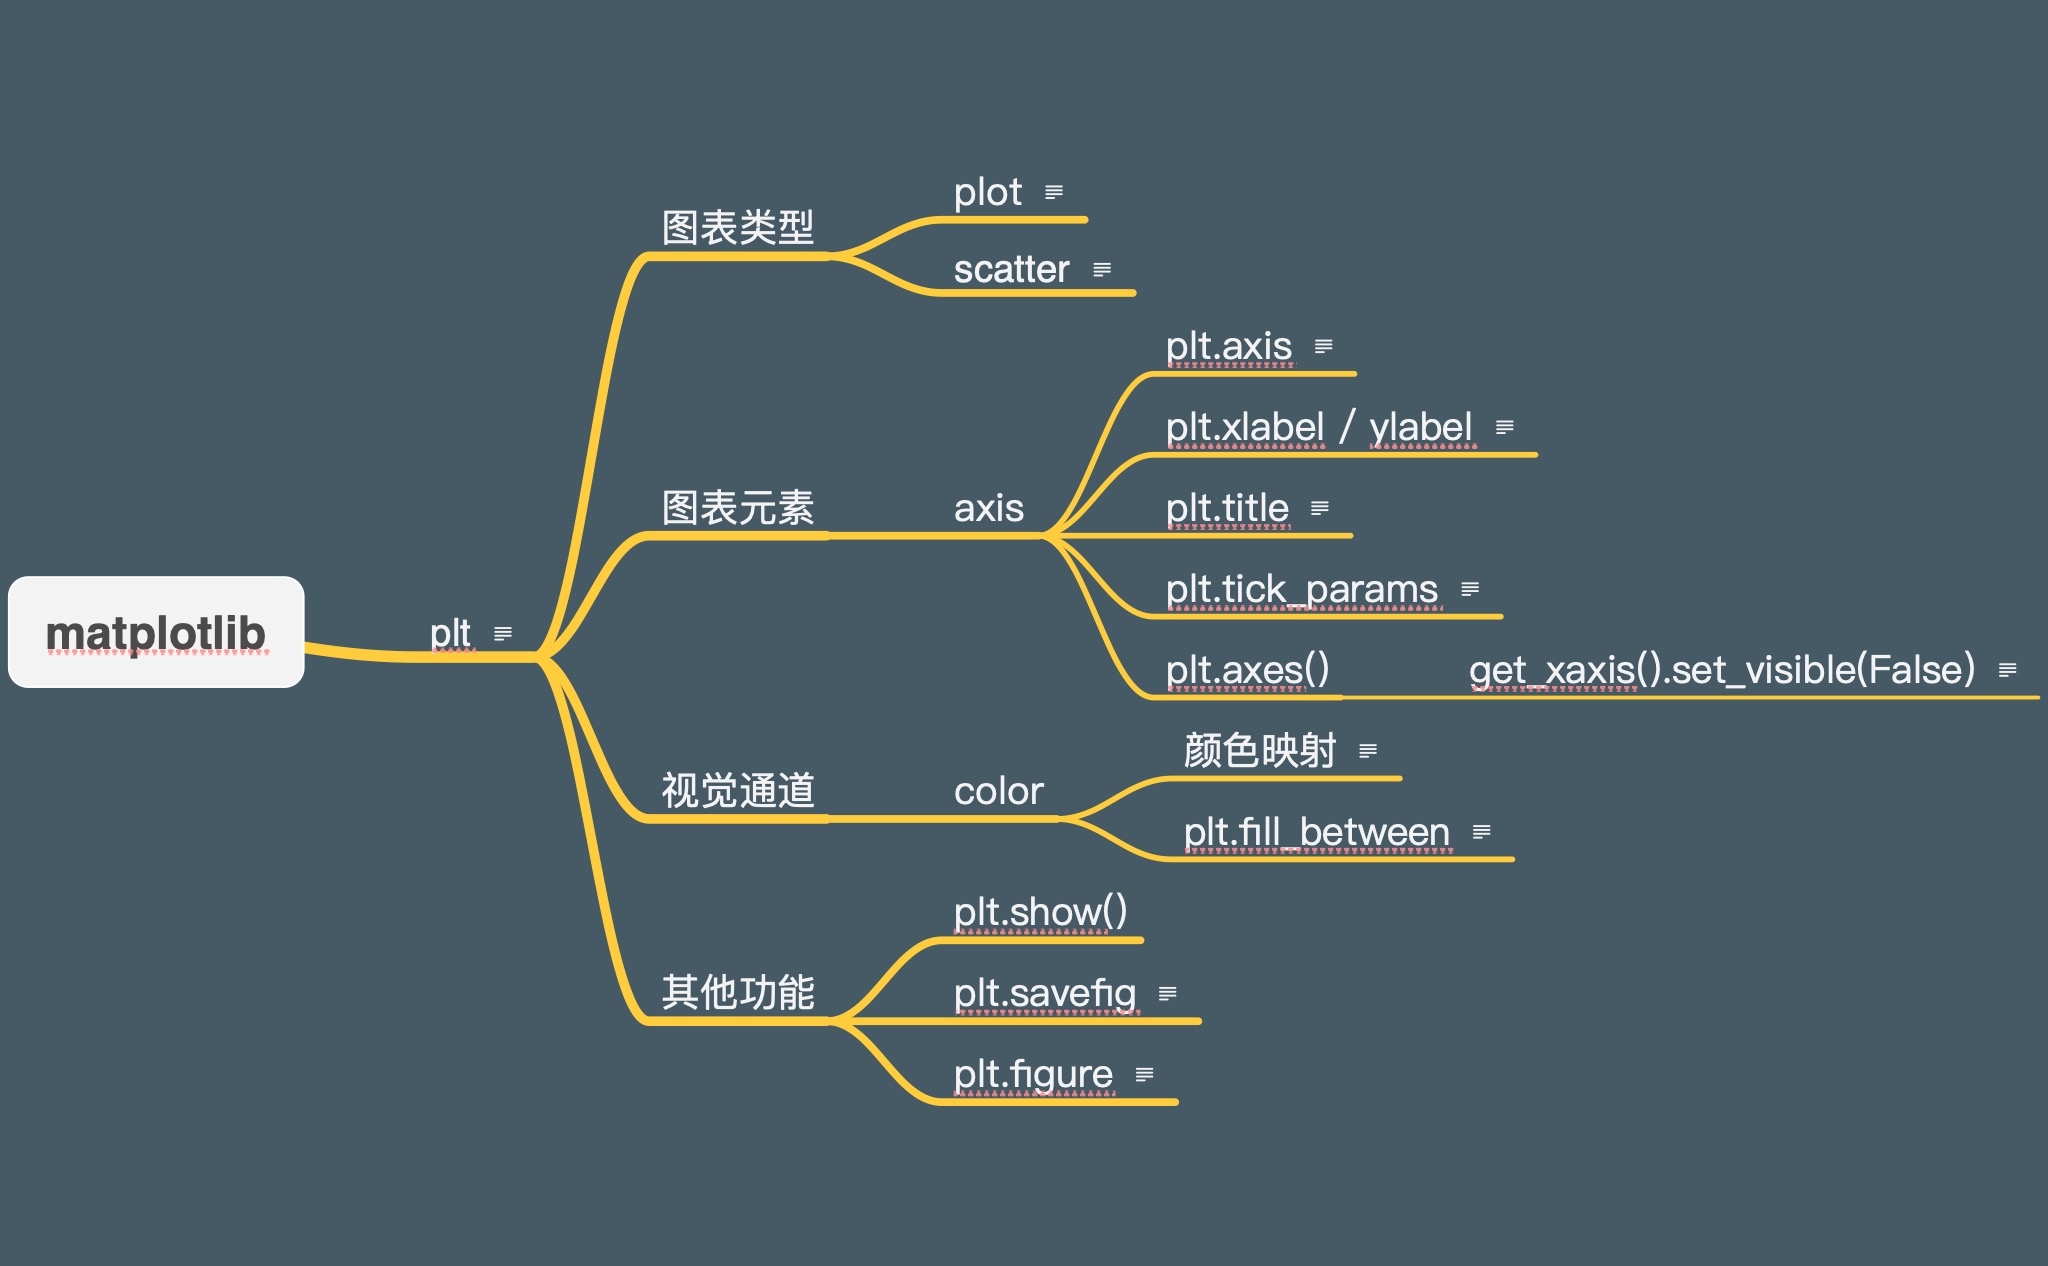 matplotlib
plt
图表类型
plot
scatter
图表元素
axis
plt.axis
plt.xlabel / ylabel
plt.title
plt.tick_params
plt.axes()
get_xaxis().set_visible(False)
视觉通道
color
颜色映射
plt.fill_between
其他功能
plt.show()
plt.savefig
plt.figure